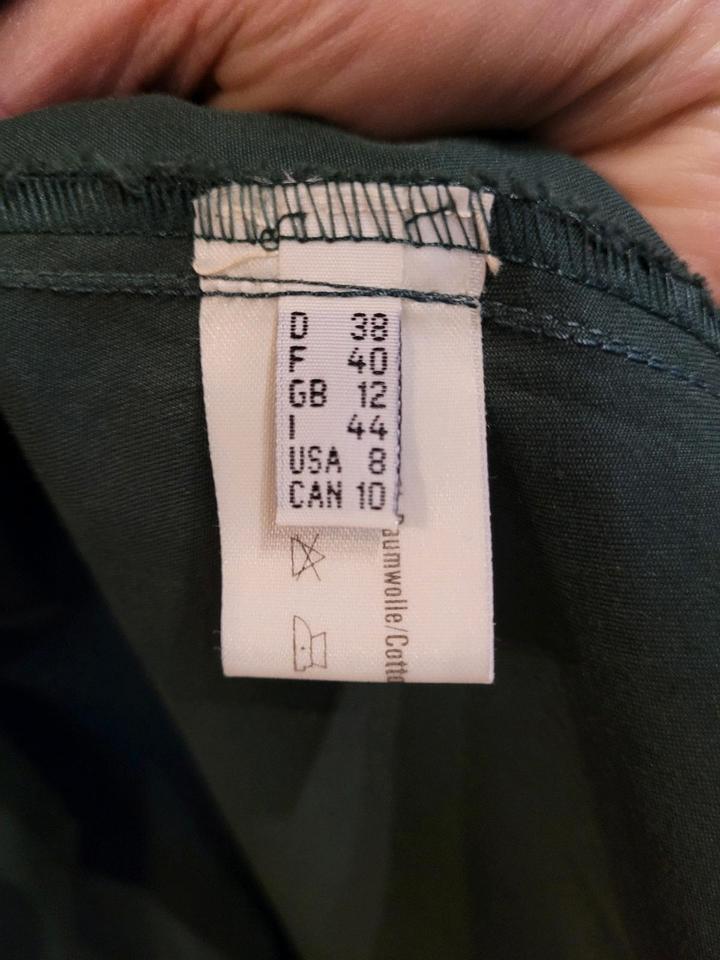 D 38
F 40
GB 12
I 44
USA 8
CAN 10
aumwolle/Cotto